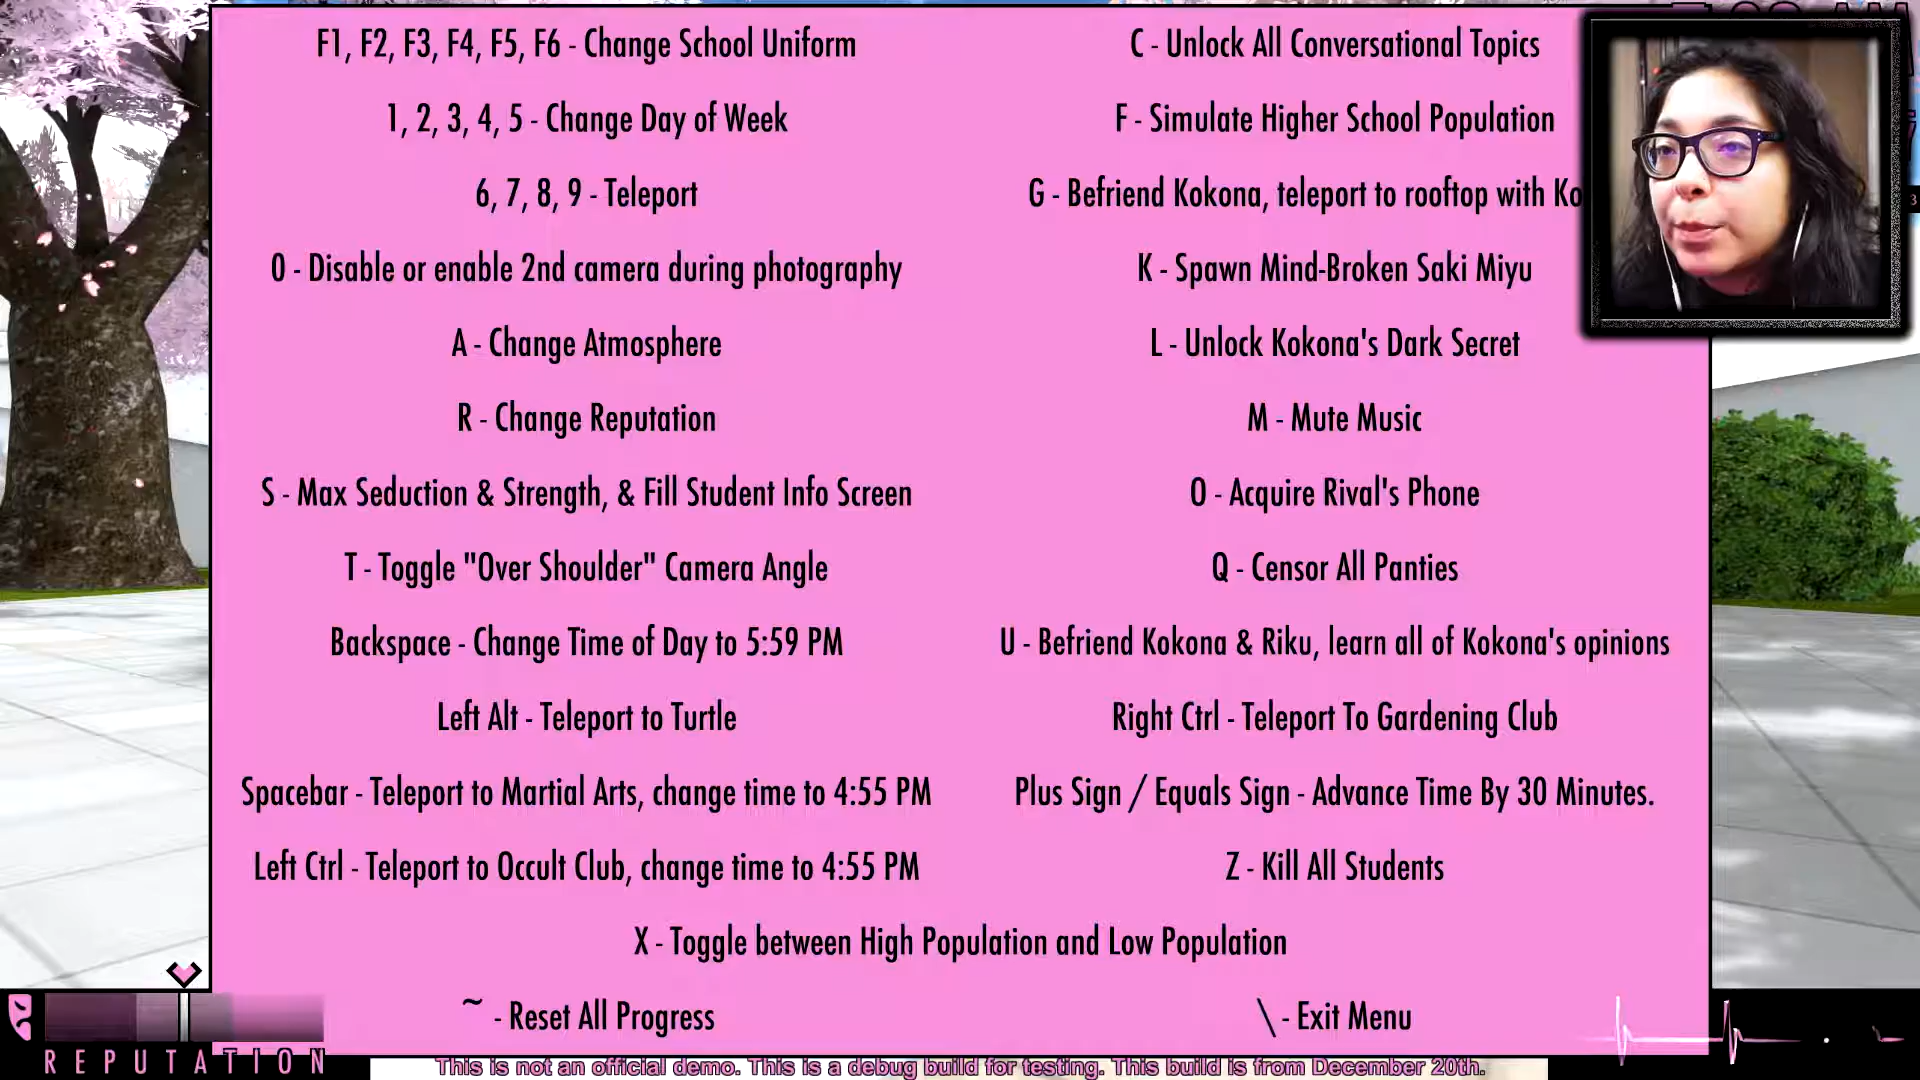 F1, F2, F3, F4, F5, F6 - Change School Uniform
C - Unlock All Conversational Topics
1, 2, 3, 4, 5 - Change Day of Week
F - Simulate Higher School Population
6, 7, 8, 9 - Teleport
G - Befriend Kokona, teleport to rooftop with
0 - Disable or enable 2nd camera during photography
K - Spawn Mind-Broken Saki Miyu
A - Change Atmosphere
L - Unlock Kokona's Dark Secret
R - Change Reputation
M - Mute Music
S - Max Seduction & Strength, & Fill Student Info Screen
O - Acquire Rival's Phone
T - Toggle "Over Shoulder" Camera Angle
Q - Censor All Panties
Backspace - Change Time of Day to 5:59 PM
U - Befriend Kokona & Riku, learn all of Kokona's opinions
Left Alt - Teleport to Turtle
Right Ctrl - Teleport To Gardening Club
Spacebar - Teleport to Martial Arts, change time to 4:55 PM
Plus Sign / Equals Sign - Advance Time By 30 Minutes.
Left Ctrl - Teleport to Occult Club, change time to 4:55 PM
Z - Kill All Students
X - Toggle between High Population and Low Population
~ - Reset All Progress
\ - Exit Menu
REPUTATION
This is not an official demo. This is a debug build for testing. This build is from December 20th.